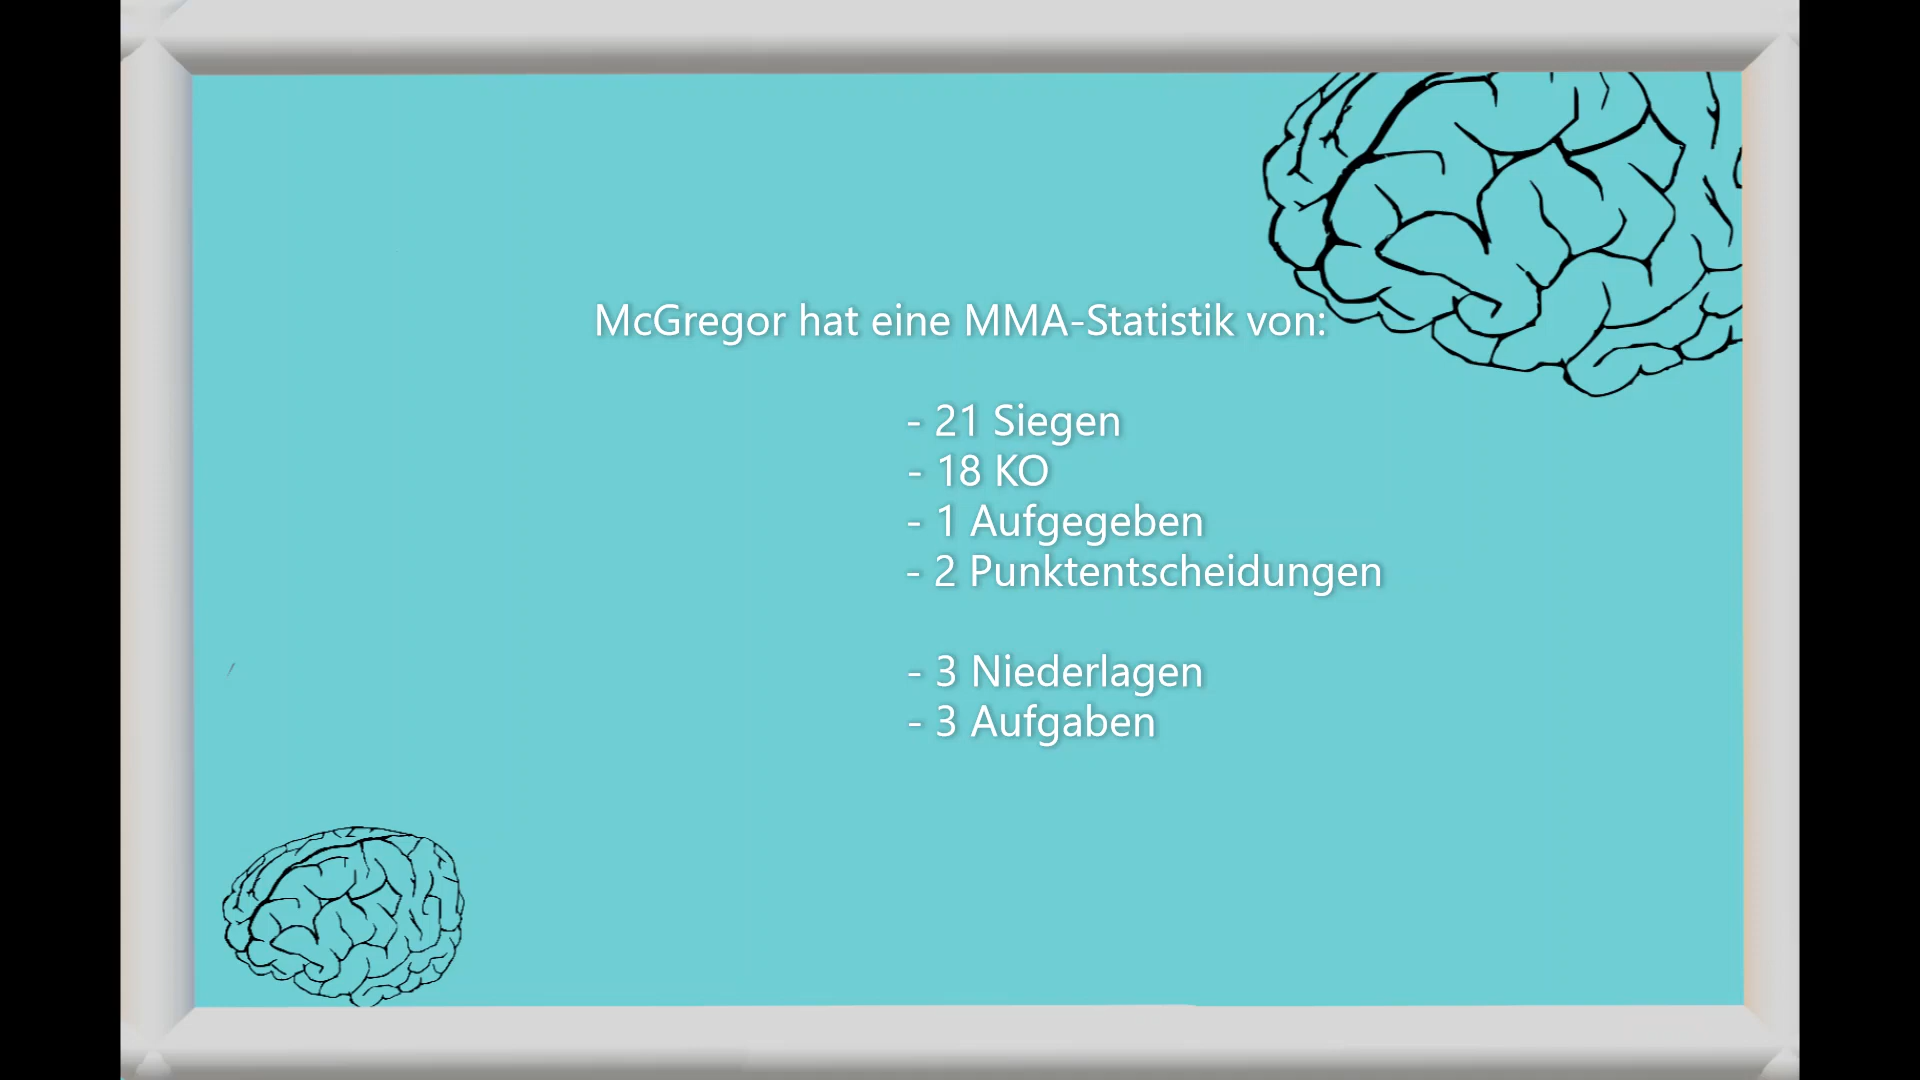 McGregor hat eine MMA-Statistik von:
- 21 Siegen
- 18 KO
- 1 Aufgegeben
- 2 Punktentscheidungen
- 3 Niederlagen
- 3 Aufgaben